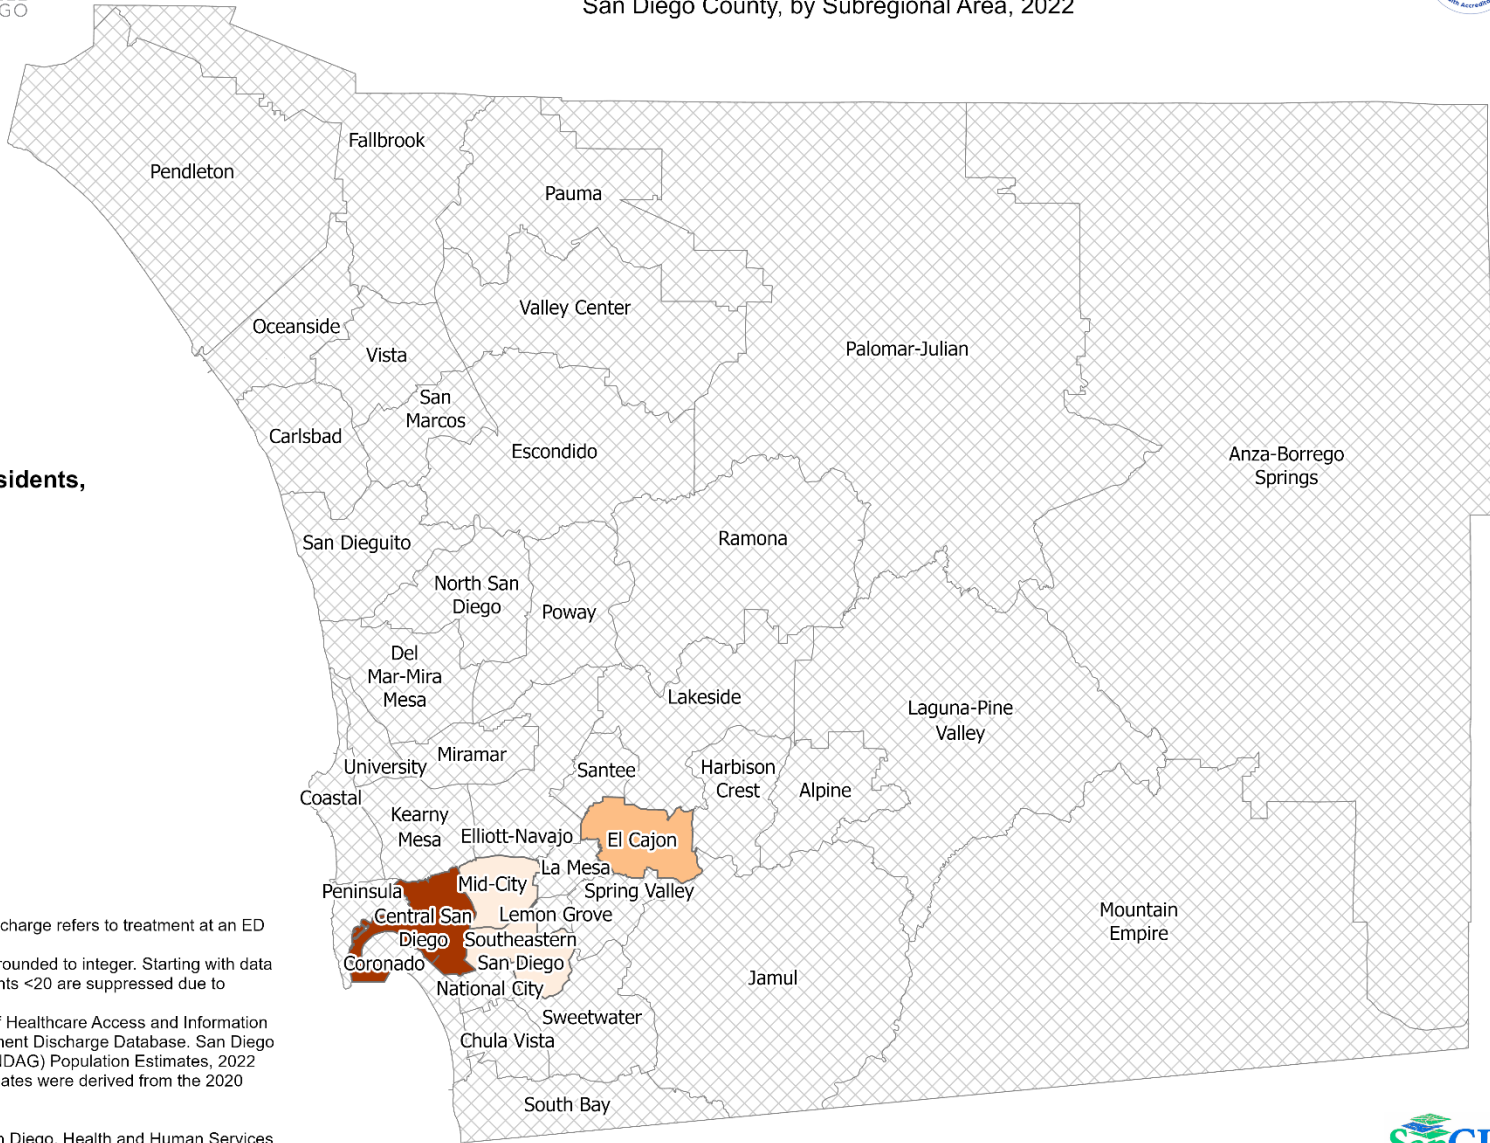 GO
San Diego County, by Subregional Area, 2022
Fallbrook
Pendleton
Pauma
Valley Center
Oceanside
Vista
Palomar-Julian
San
Marcos
Carlsbad
Escondido
Anza-Borrego
Springs
sidents,
Ramona
San Dieguito
North San
Diego
Poway
Del
Mar-Mira
Mesa
Lakeside
Laguna-Pine
Valley
Miramar
University
Santee
Harbison
Crest
Alpine
Coastal
Kearny
Mesa
Elliott-Navajo
El Cajon
La Mesa
Mid-City
Peninsula
Spring Valley
Central San
Diego
Lemon Grove
Mountain
Empire
Southeastern
San Diego
Coronado
Jamul
National City
Sweetwater
Chula Vista
South Bay
charge refers to treatment at an ED
rounded to integer. Starting with data
nts <20 are suppressed due to
f Healthcare Access and Information
ment Discharge Database. San Diego
NDAG) Population Estimates, 2022
ates were derived from the 2020
n Diego, Health and Human Services